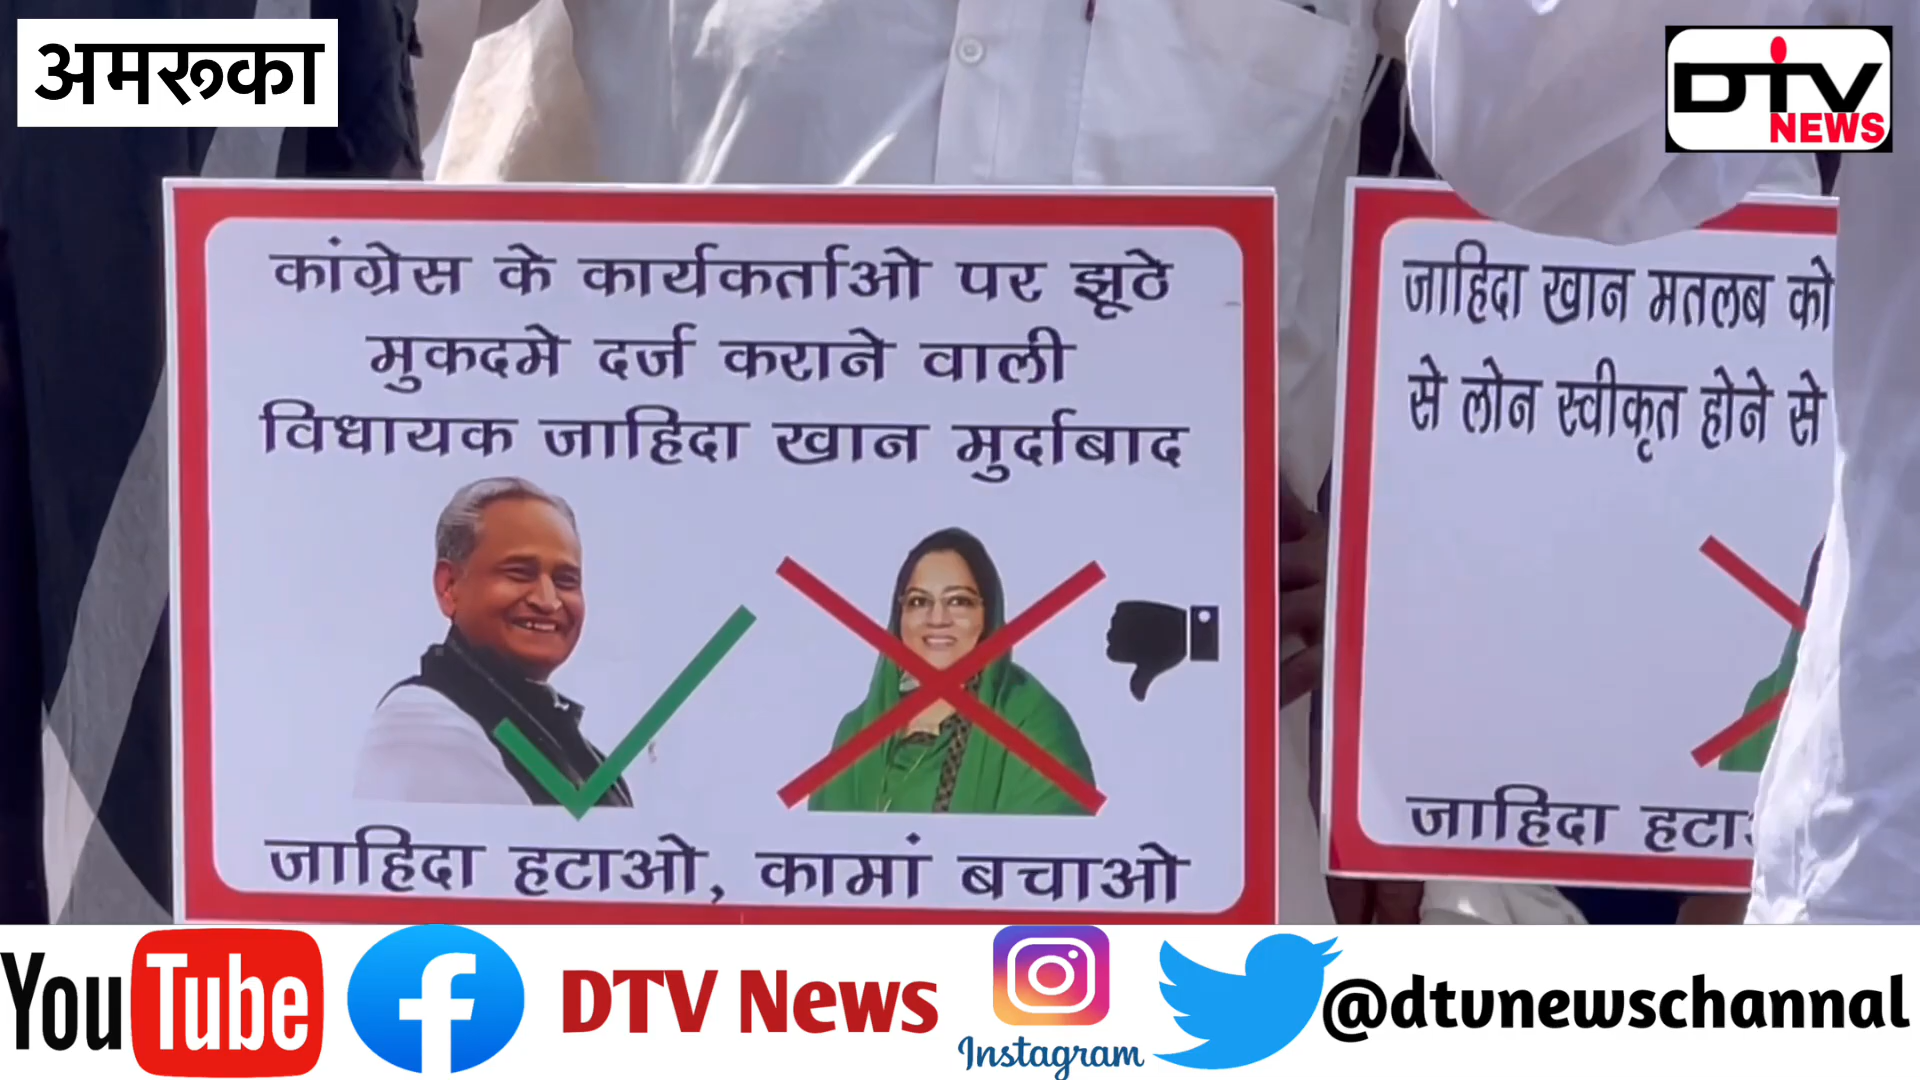 अमरूका
DTV
NEWS
कांग्रेस के कार्यकर्ताओ पर झूठे
मुकदमे दर्ज कराने वाली
विधायक जाहिदा खान मुर्दाबाद
जाहिदा हटाओ, कामां बचाओ
जाहिदा खान मतलब को
से लोन स्वीकृत होने से
जाहिदा
YouTube
DTV News
Instagram
@dtvnewschannal